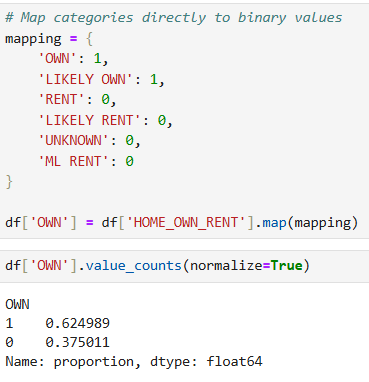 # Map categories directly to binary values
mapping = {
    'OWN': 1,
    'LIKELY OWN': 1,
    'RENT': 0,
    'LIKELY RENT': 0,
    'UNKNOWN': 0,
    'ML RENT': 0
}
df['OWN'] = df['HOME_OWN_RENT'].map(mapping)
df['OWN'].value_counts(normalize=True)
OWN
1    0.624989
0    0.375011
Name: proportion, dtype: float64